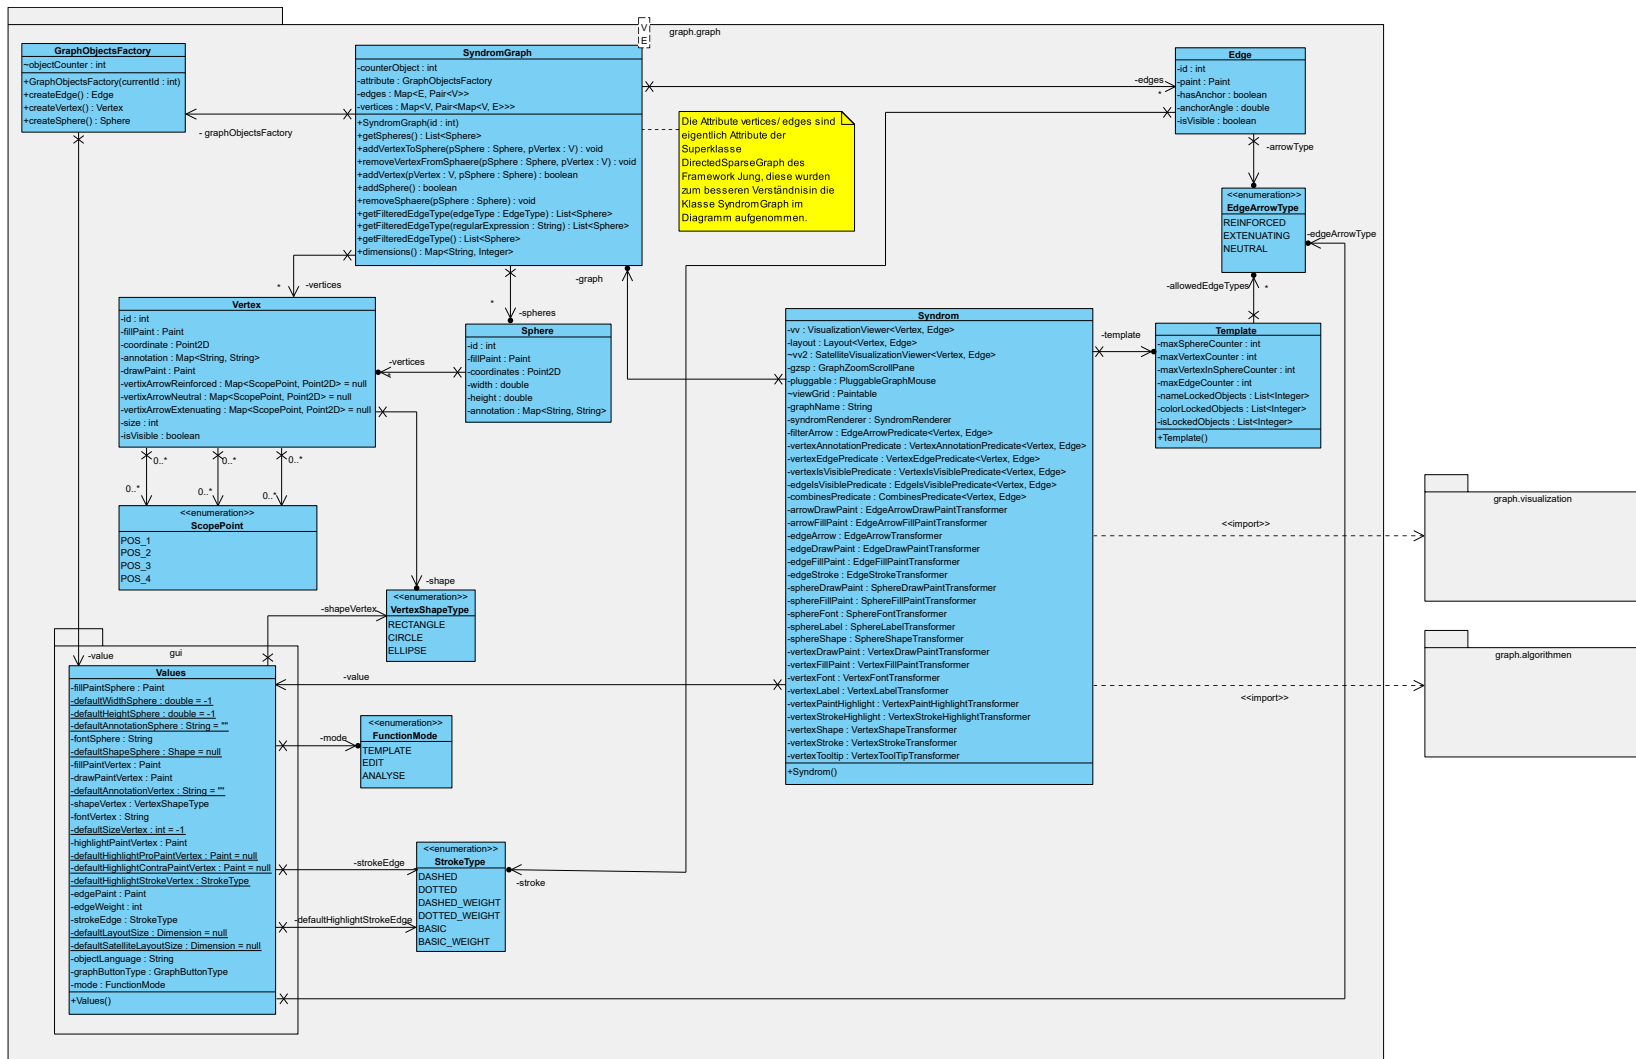 graph.graph
V
E
GraphObjectsFactory
~objectCounter : int
+GraphObjectsFactory(currentId : int)
+createEdge() : Edge
+createVertex() : Vertex
+createSphere() : Sphere
- graphObjectsFactory
SyndromGraph
-counterObject : int
-attribute : GraphObjectsFactory
-edges : Map<E, Pair<V>>
-vertices : Map<V, Pair<Map<V, E>>>
+SyndromGraph(id : int)
+getSpheres() : List<Sphere>
+addVertexToSphere(pSphere : Sphere, pVertex : V) : void
+removeVertexFromSphaere(pSphere : Sphere, pVertex : V) : void
+addVertex(pVertex : V, pSphere : Sphere) : boolean
+addSphere() : boolean
+removeSphaere(pSphere : Sphere) : void
+getFilteredEdgeType(edgeType : EdgeType) : List<Sphere>
+getFilteredEdgeType(regularExpression : String) : List<Sphere>
+getFilteredEdgeType() : List<Sphere>
+dimensions() : Map<String, Integer>
Die Attribute vertices/ edges sind
eigentlich Attribute der
Superklasse
DirectedSparseGraph des
Framework Jung, diese wurden
zum besseren Verständnisin die
Klasse SyndromGraph im
Diagramm aufgenommen.
-edges
*
Edge
-id : int
-paint : Paint
-hasAnchor : boolean
-anchorAngle : double
-isVisible : boolean
-arrowType
<<enumeration>>
EdgeArrowType
REINFORCED
EXTENUATING
NEUTRAL
-edgeArrowType
-allowedEdgeTypes
*
Template
-maxSphereCounter : int
-maxVertexCounter : int
-maxVertexInSphereCounter : int
-maxEdgeCounter : int
-nameLockedObjects : List<Integer>
-colorLockedObjects : List<Integer>
-isLockedObjects : List<Integer>
+Template()
-template
*
-vertices
*
-spheres
-graph
Vertex
-id : int
-fillPaint : Paint
-coordinate : Point2D
-annotation : Map<String, String>
-drawPaint : Paint
-vertixArrowReinforced : Map<ScopePoint, Point2D> = null
-vertixArrowNeutral : Map<ScopePoint, Point2D> = null
-vertixArrowExtenuating : Map<ScopePoint, Point2D> = null
-size : int
-isVisible : boolean
-vertices
*
Sphere
-id : int
-fillPaint : Paint
-coordinates : Point2D
-width : double
-height : double
-annotation : Map<String, String>
0..*
0..*
0..*
0..*
0..*
0..*
<<enumeration>>
ScopePoint
POS_1
POS_2
POS_3
POS_4
-shape
<<enumeration>>
VertexShapeType
RECTANGLE
CIRCLE
ELLIPSE
-shapeVertex
Syndrom
-vv : VisualizationViewer<Vertex, Edge>
-layout : Layout<Vertex, Edge>
~vv2 : SatelliteVisualizationViewer<Vertex, Edge>
-gzsp : GraphZoomScrollPane
-pluggable : PluggableGraphMouse
~viewGrid : Paintable
-graphName : String
-syndromRenderer : SyndromRenderer
-filterArrow : EdgeArrowPredicate<Vertex, Edge>
-vertexAnnotationPredicate : VertexAnnotationPredicate<Vertex, Edge>
-vertexEdgePredicate : VertexEdgePredicate<Vertex, Edge>
-vertexIsVisiblePredicate : VertexIsVisiblePredicate<Vertex, Edge>
-edgeIsVisiblePredicate : EdgeIsVisiblePredicate<Vertex, Edge>
-combinesPredicate : CombinesPredicate<Vertex, Edge>
-arrowDrawPaint : EdgeArrowDrawPaintTransformer
-arrowFillPaint : EdgeArrowFillPaintTransformer
-edgeArrow : EdgeArrowTransformer
-edgeDrawPaint : EdgeDrawPaintTransformer
-edgeFillPaint : EdgeFillPaintTransformer
-edgeStroke : EdgeStrokeTransformer
-sphereDrawPaint : SphereDrawPaintTransformer
-sphereFillPaint : SphereFillPaintTransformer
-sphereFont : SphereFontTransformer
-sphereLabel : SphereLabelTransformer
-sphereShape : SphereShapeTransformer
-vertexDrawPaint : VertexDrawPaintTransformer
-vertexFillPaint : VertexFillPaintTransformer
-vertexFont : VertexFontTransformer
-vertexLabel : VertexLabelTransformer
-vertexPaintHighlight : VertexPaintHighlightTransformer
-vertexStrokeHighlight : VertexStrokeHighlightTransformer
-vertexShape : VertexShapeTransformer
-vertexStroke : VertexStrokeTransformer
-vertexTooltip : VertexToolTipTransformer
+Syndrom()
<<import>>
graph.visualization
<<import>>
graph.algorithmen
gui
-value
-value
Values
-fillPaintSphere : Paint
-defaultWidthSphere : double = -1
-defaultHeightSphere : double = -1
-defaultAnnotationSphere : String = ""
-fontSphere : String
-defaultShapeSphere : Shape = null
-fillPaintVertex : Paint
-drawPaintVertex : Paint
-defaultAnnotationVertex : String = ""
-shapeVertex : VertexShapeType
-fontVertex : String
-defaultSizeVertex : int = -1
-highlightPaintVertex : Paint
-defaultHighlightProPaintVertex : Paint = null
-defaultHighlightContraPaintVertex : Paint = null
-defaultHighlightStrokeVertex : StrokeType
-edgePaint : Paint
-edgeWeight : int
-strokeEdge : StrokeType
-defaultLayoutSize : Dimension = null
-defaultSatelliteLayoutSize : Dimension = null
-objectLanguage : String
-graphButtonType : GraphButtonType
-mode : FunctionMode
+Values()
-mode
<<enumeration>>
FunctionMode
TEMPLATE
EDIT
ANALYSE
-strokeEdge
-defaultHighlightStrokeEdge
<<enumeration>>
StrokeType
DASHED
DOTTED
DASHED_WEIGHT
DOTTED_WEIGHT
BASIC
BASIC_WEIGHT
-stroke